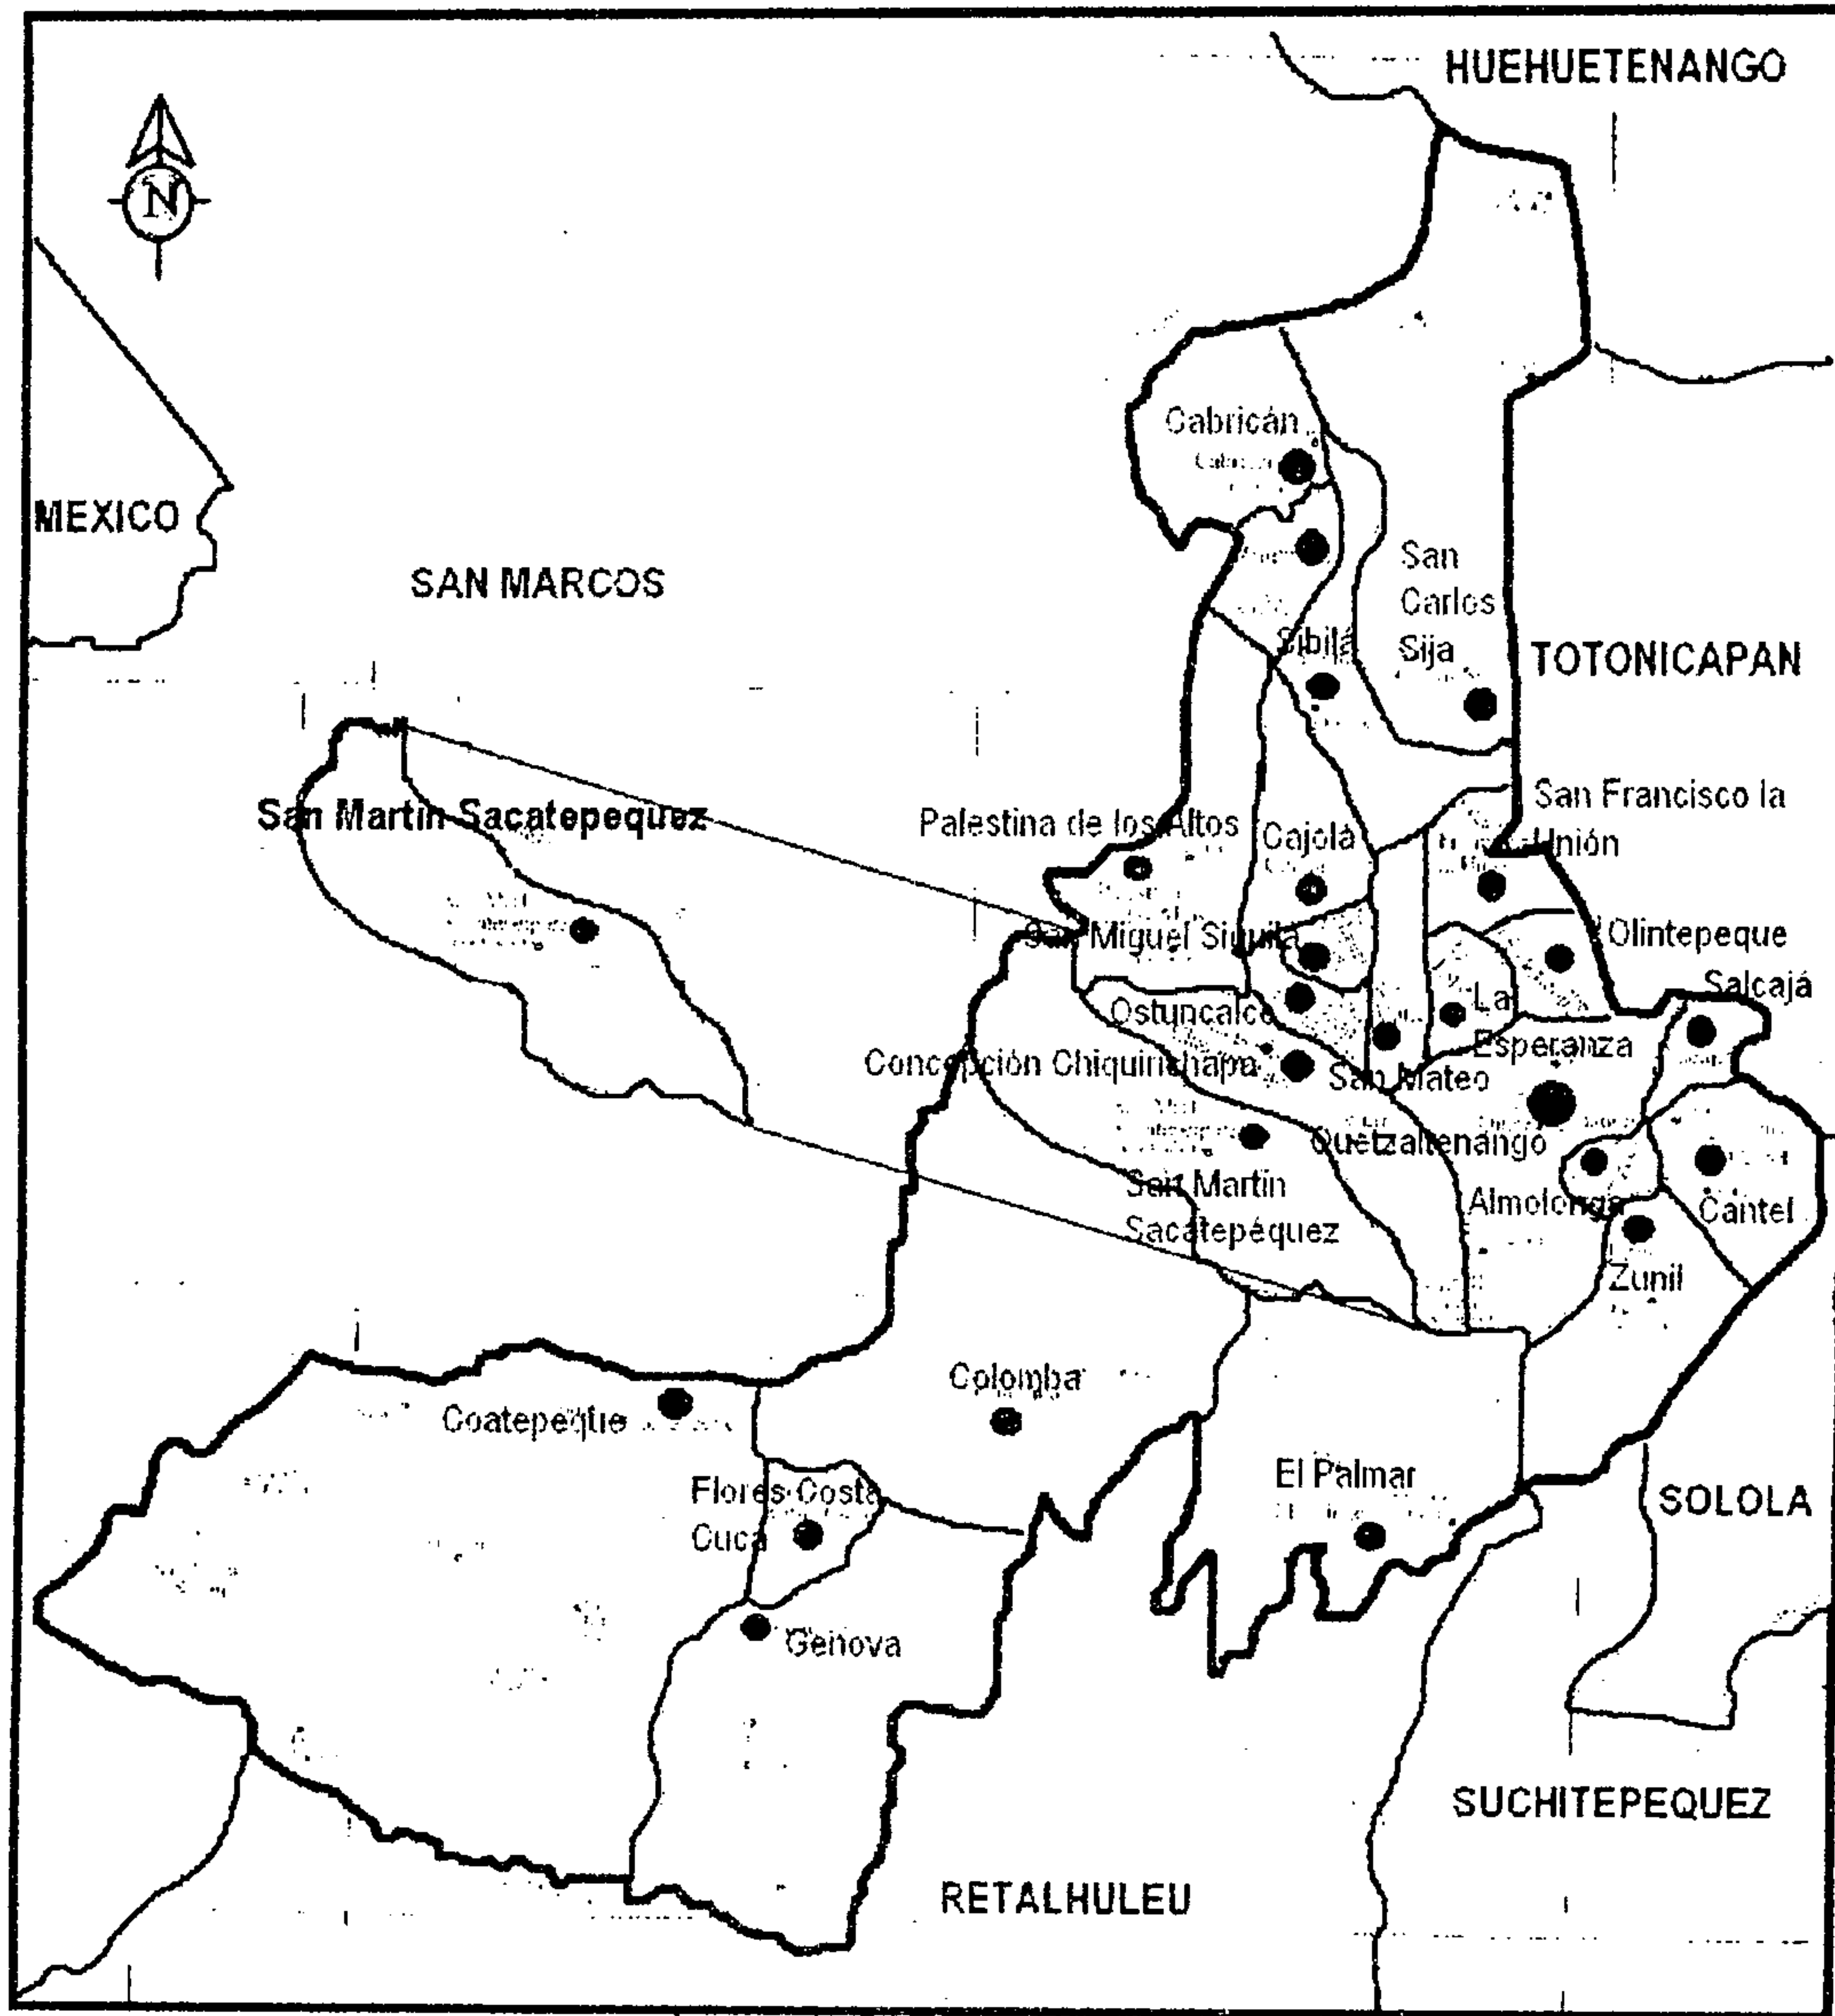 HUEHUETENANGO
N
Cabricán
MEXICO
SAN MARCOS
San
Carlos
Sija
Sibilá
TOTONICAPAN
San Martin Sacatepequez
Palestina de los Altos
Cajolá
San Francisco la
Unión
San Miguel Siguilá
Olintepeque
Salcajá
Ostuncalco
La
Esperanza
Concepción Chiquirichapa
San Mateo
Quetzaltenango
San Martin
Sacatepéquez
Almolonga
Cantel
Zunil
Colomba
Coatepeque
Flores Costa
Cuca
El Palmar
SOLOLA
Genova
SUCHITEPEQUEZ
RETALHULEU